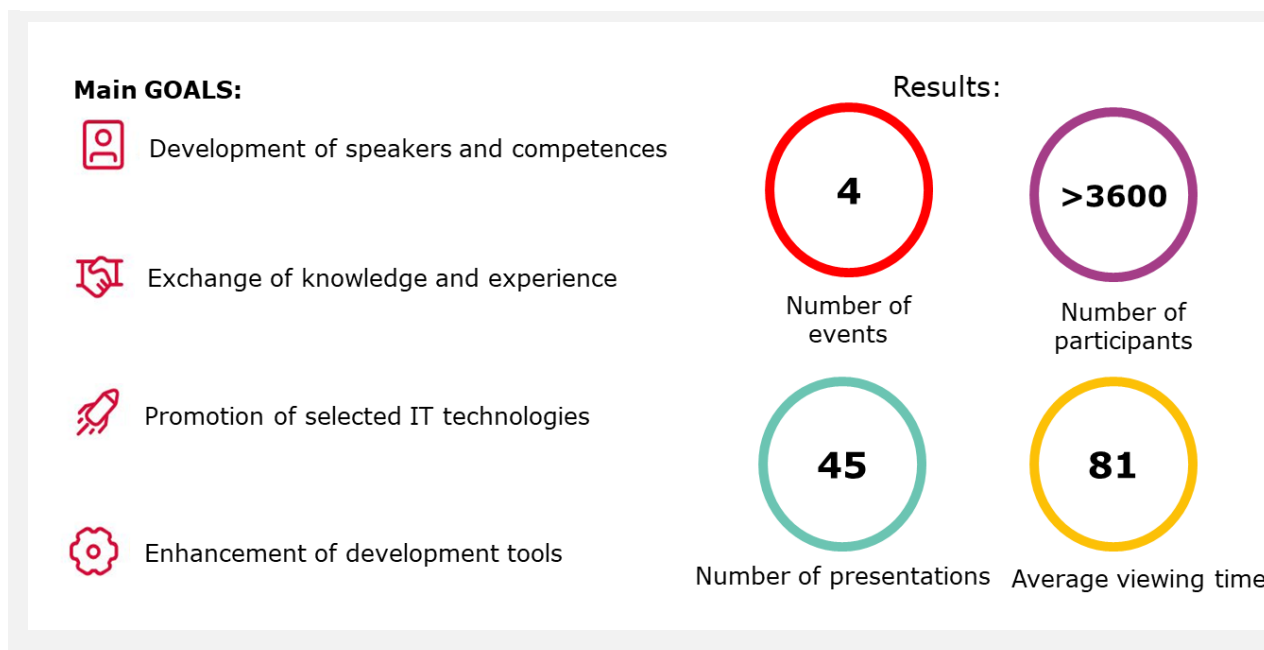 Main GOALS:
Development of speakers and competences
Exchange of knowledge and experience
Promotion of selected IT technologies
Enhancement of development tools
Results:
4
Number of
events
>3600
Number of
participants
45
Number of presentations
81
Average viewing time